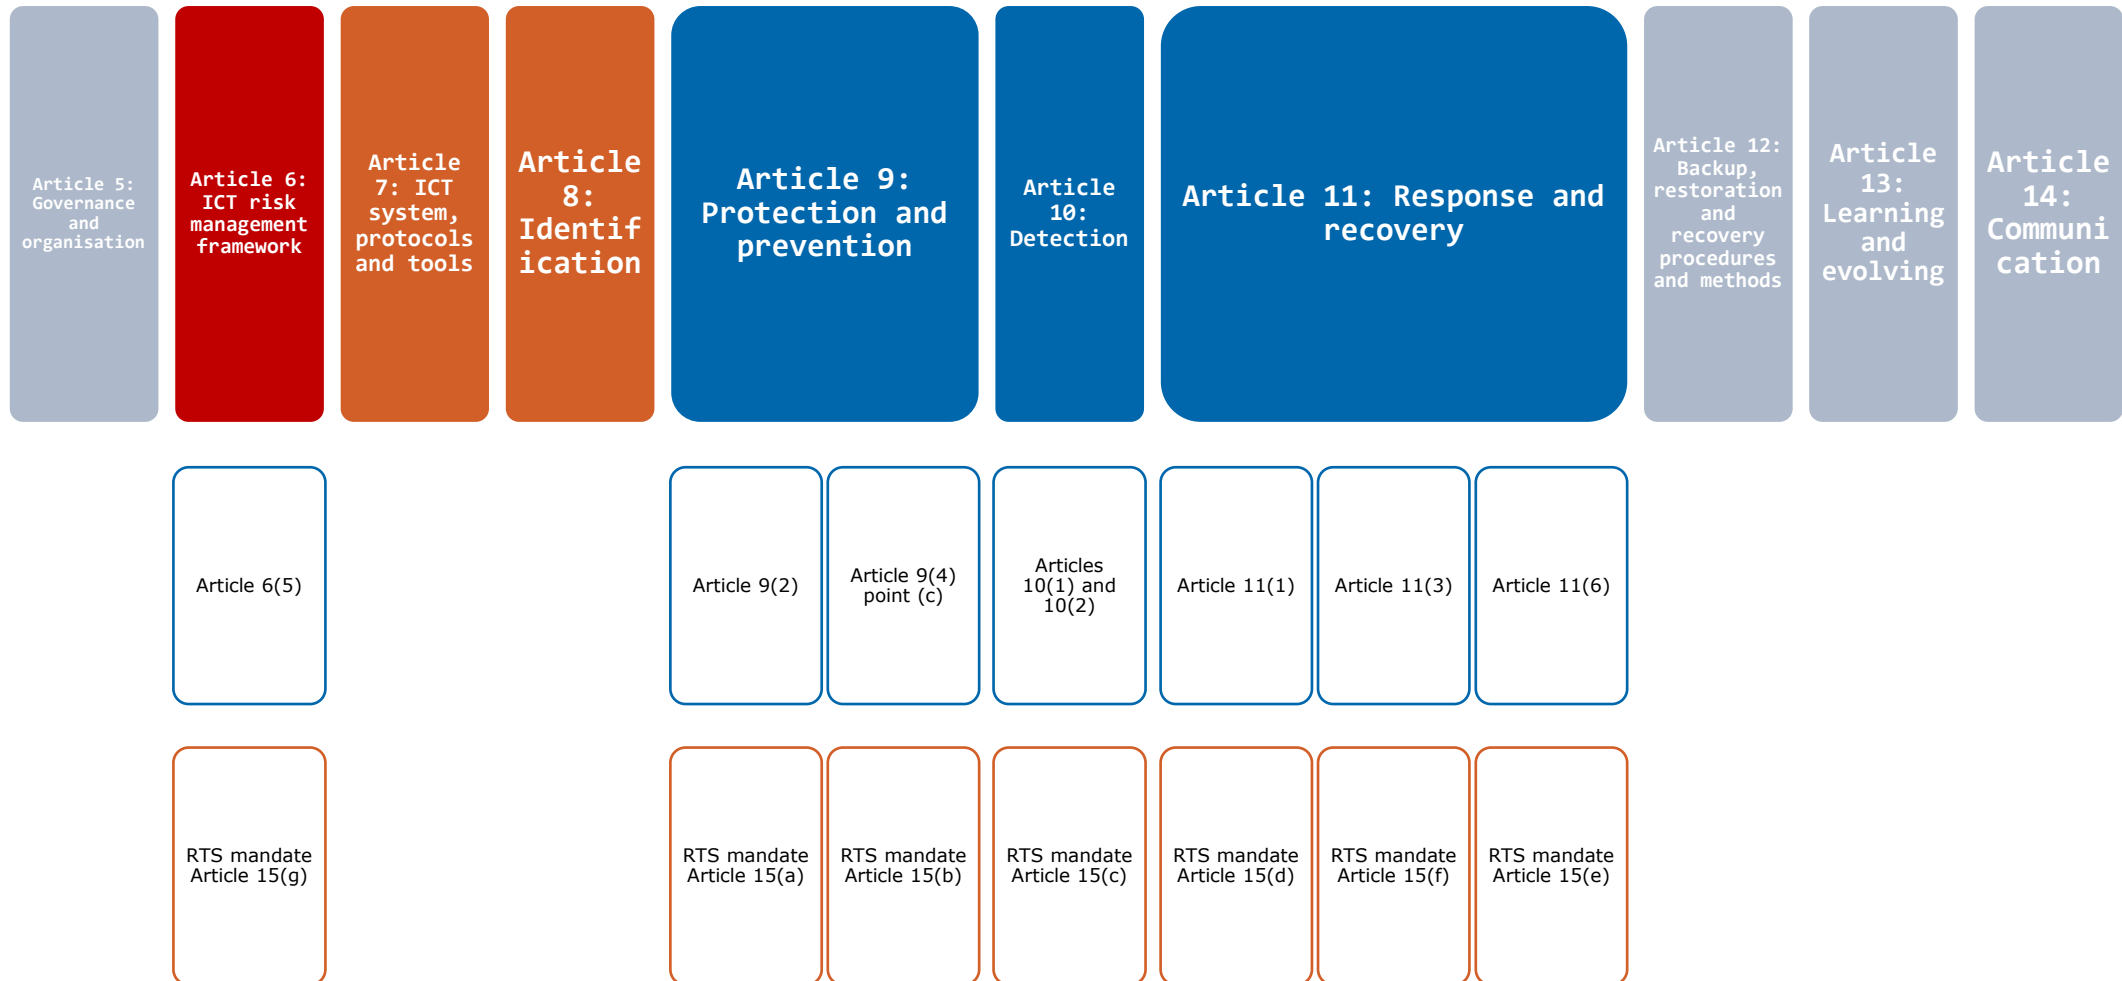 Article 5:
Governance
and
organisation
Article 6:
ICT risk
management
framework
Article
7: ICT
system,
protocols
and tools
Article
8:
Identif
ication
Article 9:
Protection and
prevention
Article
10:
Detection
Article 11: Response and
recovery
Article 12:
Backup,
restoration
and
recovery
procedures
and methods
Article
13:
Learning
and
evolving
Article
14:
Communi
cation
Article 6(5)
Article 9(2)
Article 9(4)
point (c)
Articles
10(1) and
10(2)
Article 11(1)
Article 11(3)
Article 11(6)
RTS mandate
Article 15(g)
RTS mandate
Article 15(a)
RTS mandate
Article 15(b)
RTS mandate
Article 15(c)
RTS mandate
Article 15(d)
RTS mandate
Article 15(f)
RTS mandate
Article 15(e)